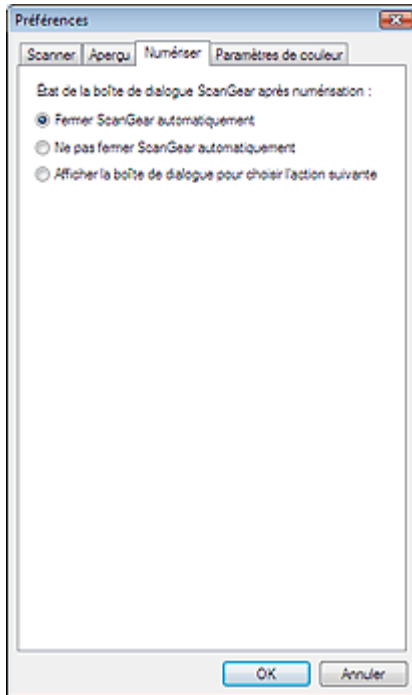 Préférences
Scanner Aperçu Numériser Paramètres de couleur
État de la boîte de dialogue ScanGear après numérisation :
Fermer ScanGear automatiquement
Ne pas fermer ScanGear automatiquement
Afficher la boîte de dialogue pour choisir l'action suivante
OK Annuler